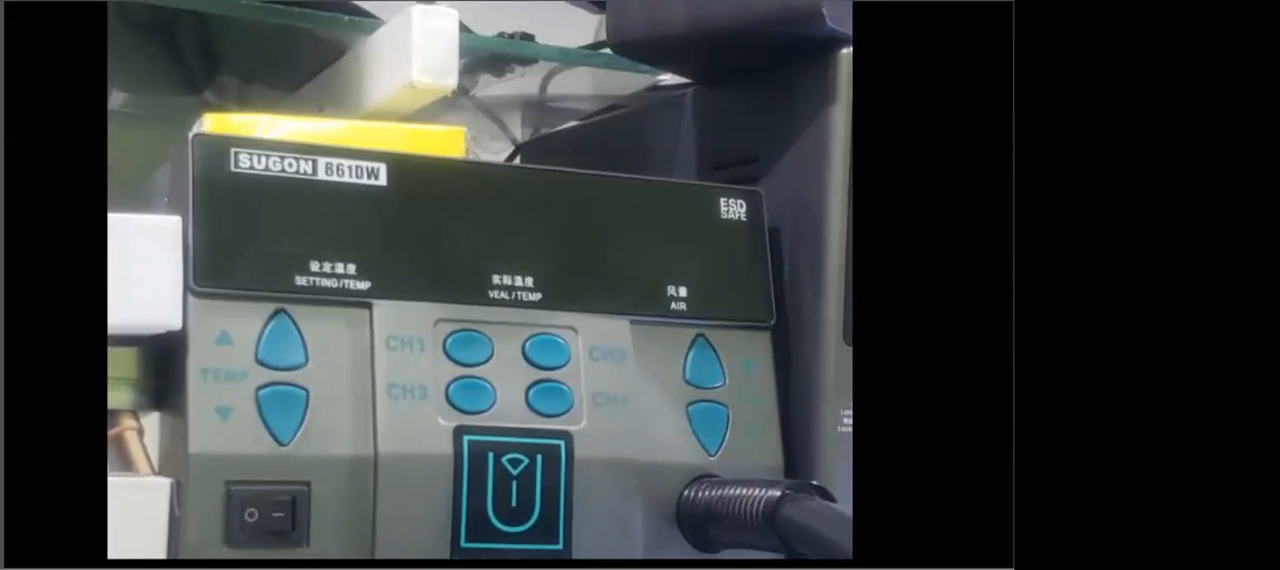 SUGON 8610W
ESD
SAFE
设定温度
SETTING/TEMP
实际温度
VEAL/TEMP
风量
AIR
CH1
CH2
TEMP
CH3
CH4